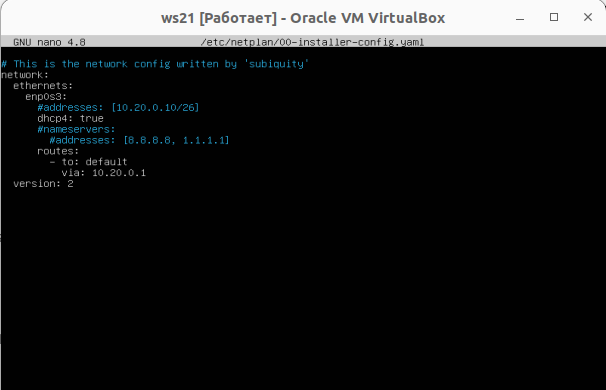 ws21 [Работает] - Oracle VM VirtualBox
GNU nano 4.8 /etc/netplan/00-installer-config.yaml
# This is the network config written by 'subiquity'
network:
  ethernets:
    enp0s3:
      #addresses: [10.20.0.10/26]
      dhcp4: true
      #nameservers:
        #addresses: [8.8.8.8, 1.1.1.1]
      routes:
        - to: default
          via: 10.20.0.1
  version: 2